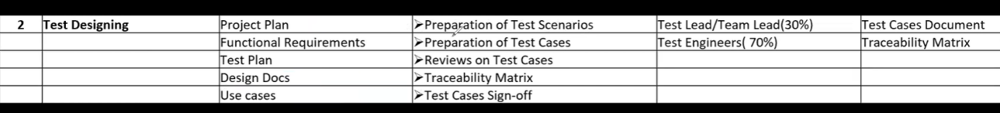 2 Test Designing Project Plan ➢Preparation of Test Scenarios Test Lead/Team Lead(30%) Test Cases Document
Functional Requirements ➢Preparation of Test Cases Test Engineers( 70%) Traceability Matrix
Test Plan ➢Reviews on Test Cases
Design Docs ➢Traceability Matrix
Use cases ➢Test Cases Sign-off